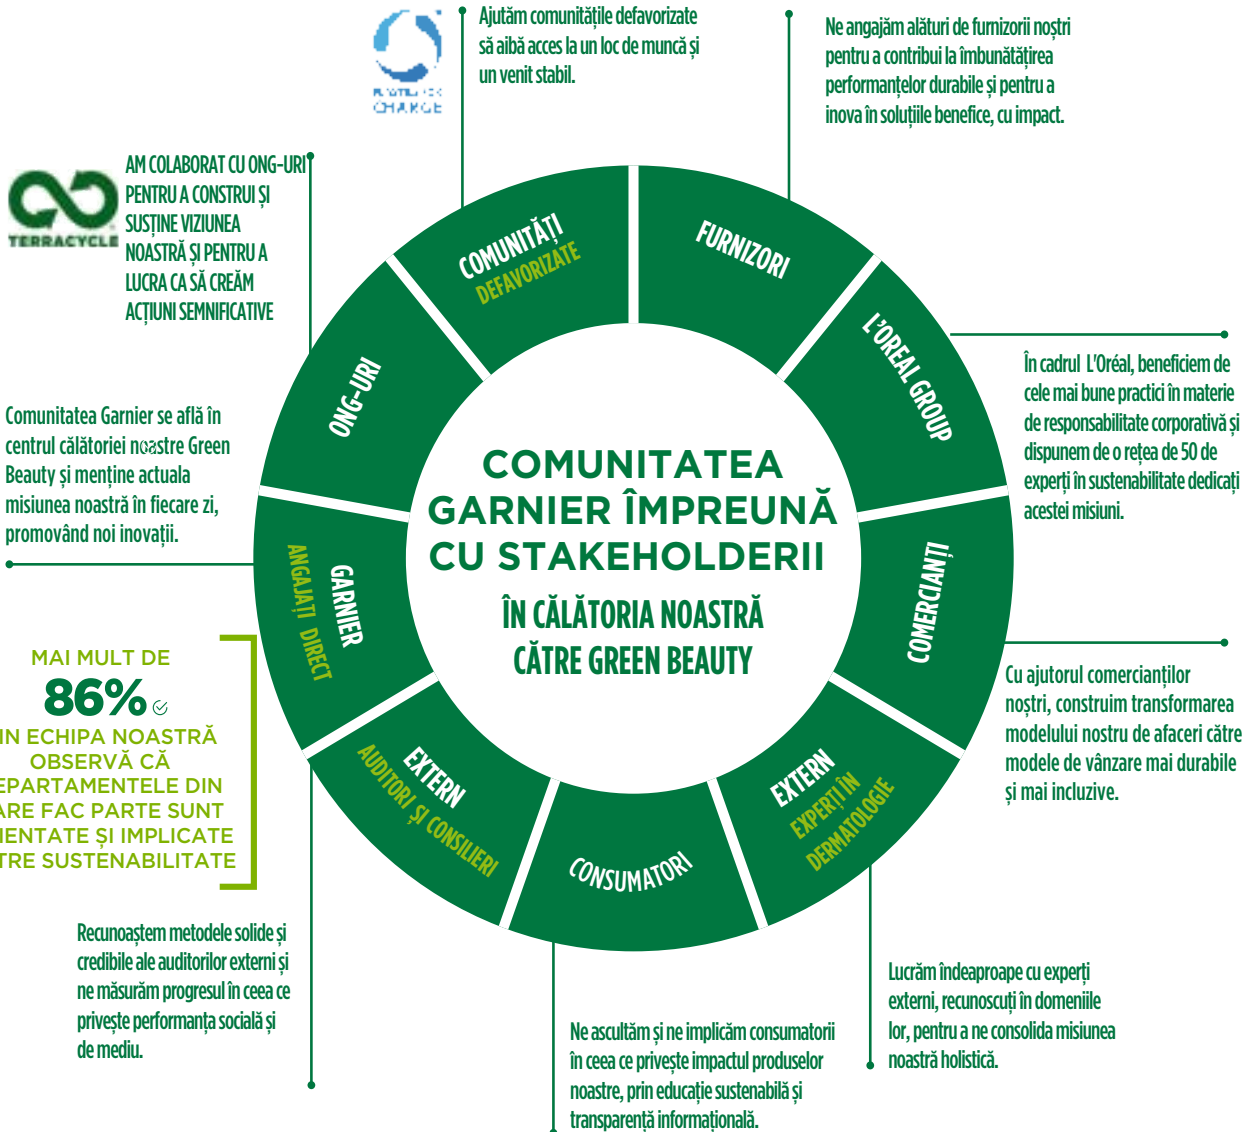 Ajutăm comunitățile defavorizate
să aibă acces la un loc de muncă și
un venit stabil.
CHANGE
Ne angajăm alături de furnizorii noștri
pentru a contribui la îmbunătățirea
performanțelor durabile și pentru a
inova în soluțiile benefice, cu impact.
TERRACYCLE
AM COLABORAT CU ONG-URI
PENTRU A CONSTRUI ȘI
SUSȚINE VIZIUNEA
NOASTRĂ ȘI PENTRU A
LUCRA CA SĂ CREĂM
ACȚIUNI SEMNIFICATIVE
COMUNITĂȚI
DEFAVORIZATE
FURNIZORI
L'OREAL GROUP
ONG-URI
În cadrul L'Oréal, beneficiem de
cele mai bune practici în materie
de responsabilitate corporativă și
dispunem de o rețea de 50 de
experți în sustenabilitate dedicați
acestei misiuni.
Comunitatea Garnier se află în
centrul călătoriei noastre Green
Beauty și menține actuala
misiunea noastră în fiecare zi,
promovând noi inovații.
COMUNITATEA
GARNIER ÎMPREUNĂ
CU STAKEHOLDERII
ÎN CĂLĂTORIA NOASTRĂ
CĂTRE GREEN BEAUTY
GARNIER
ANGAJAȚI DIRECT
COMERCIANȚI
MAI MULT DE
86%
IN ECHIPA NOASTRĂ
OBSERVĂ CĂ
EPARTAMENTELE DIN
ARE FAC PARTE SUNT
IENTATE ȘI IMPLICATE
TRE SUSTENABILITATE
Cu ajutorul comercianților
noștri, construim transformarea
modelului nostru de afaceri către
modele de vânzare mai durabile
și mai incluzive.
EXTERN
AUDITORI ȘI CONSILIERI
CONSUMATORI
EXTERN
EXPERȚI ÎN
DERMATOLOGIE
Recunoaștem metodele solide și
credibile ale auditorilor externi și
ne măsurăm progresul în ceea ce
privește performanța socială și
de mediu.
Ne ascultăm și ne implicăm consumatorii
în ceea ce privește impactul produselor
noastre, prin educație sustenabilă și
transparență informațională.
Lucrăm îndeaproape cu experți
externi, recunoscuți în domeniile
lor, pentru a ne consolida misiunea
noastră holistică.